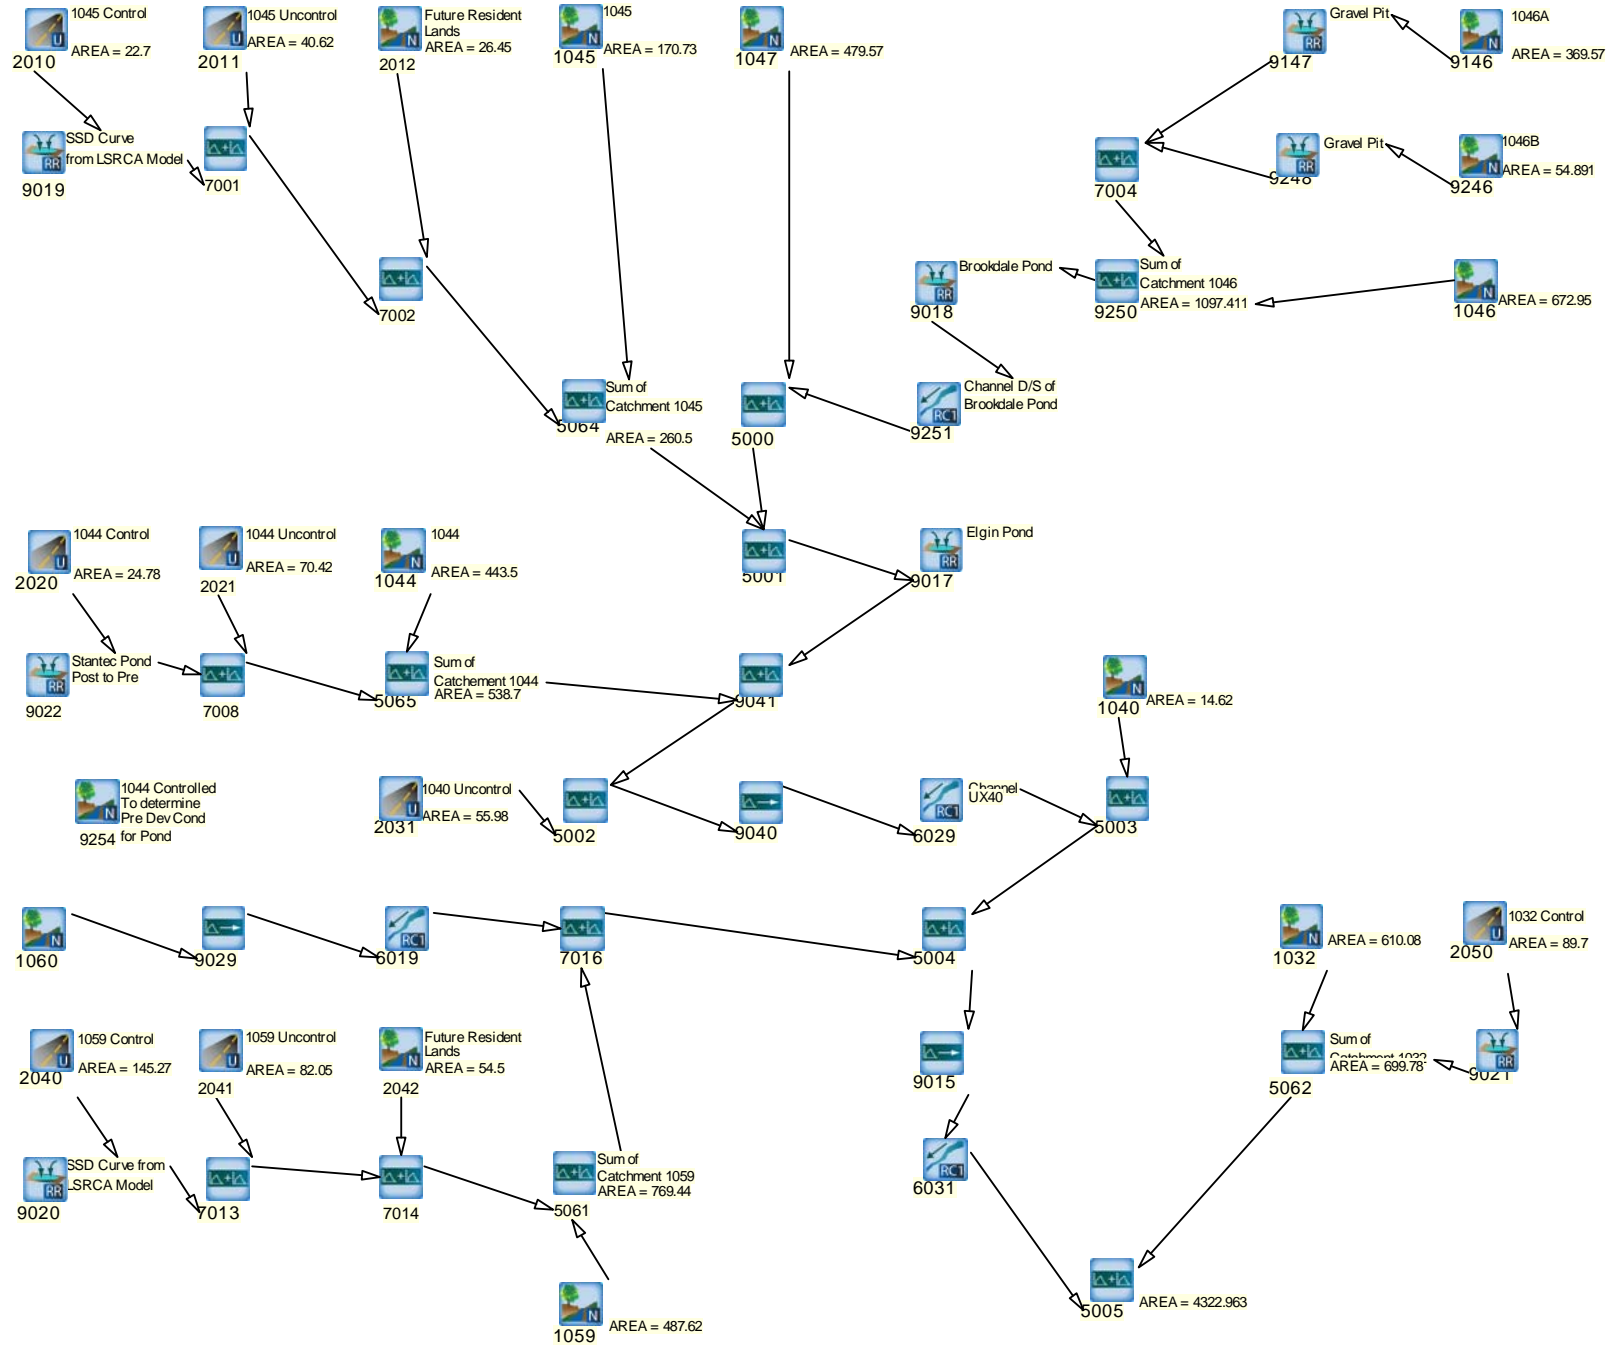 1045 Control
AREA = 22.7
2010
1045 Uncontrol
AREA = 40.62
2011
Future Resident
Lands
AREA = 26.45
2012
1045
AREA = 170.73
1045
AREA = 479.57
1047
Gravel Pit
9147
1046A
AREA = 369.57
9146
SSD Curve
from LSRCA Model
9019
7001
7004
Gravel Pit
9248
1046B
AREA = 54.891
9246
7002
Brookdale Pond
9018
Sum of
Catchment 1046
AREA = 1097.411
9250
AREA = 672.95
1046
Sum of
Catchment 1045
5064
AREA = 260.5
5000
Channel D/S of
Brookdale Pond
9251
1044 Control
AREA = 24.78
2020
1044 Uncontrol
AREA = 70.42
2021
1044
AREA = 443.5
1044
5001
Elgin Pond
9017
Stantec Pond
Post to Pre
9022
7008
Sum of
Catchement 1044
AREA = 538.7
5065
9041
AREA = 14.62
1040
1044 Controlled
To determine
Pre Dev Cond
for Pond
9254
1040 Uncontrol
AREA = 55.98
2031
5002
9040
Channel
UX40
6029
5003
1060
9029
6019
7016
5004
AREA = 610.08
1032
1032 Control
AREA = 89.7
2050
1059 Control
AREA = 145.27
2040
1059 Uncontrol
AREA = 82.05
2041
Future Resident
Lands
AREA = 54.5
2042
9015
Sum of
Catchment 1032
AREA = 699.78
5062
9021
SSD Curve from
LSRCA Model
9020
7013
7014
Sum of
Catchment 1059
AREA = 769.44
5061
6031
AREA = 487.62
1059
5005
AREA = 4322.963
N
U
RR
RC1